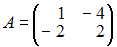 A = ( 1 − 4
− 2 2 )